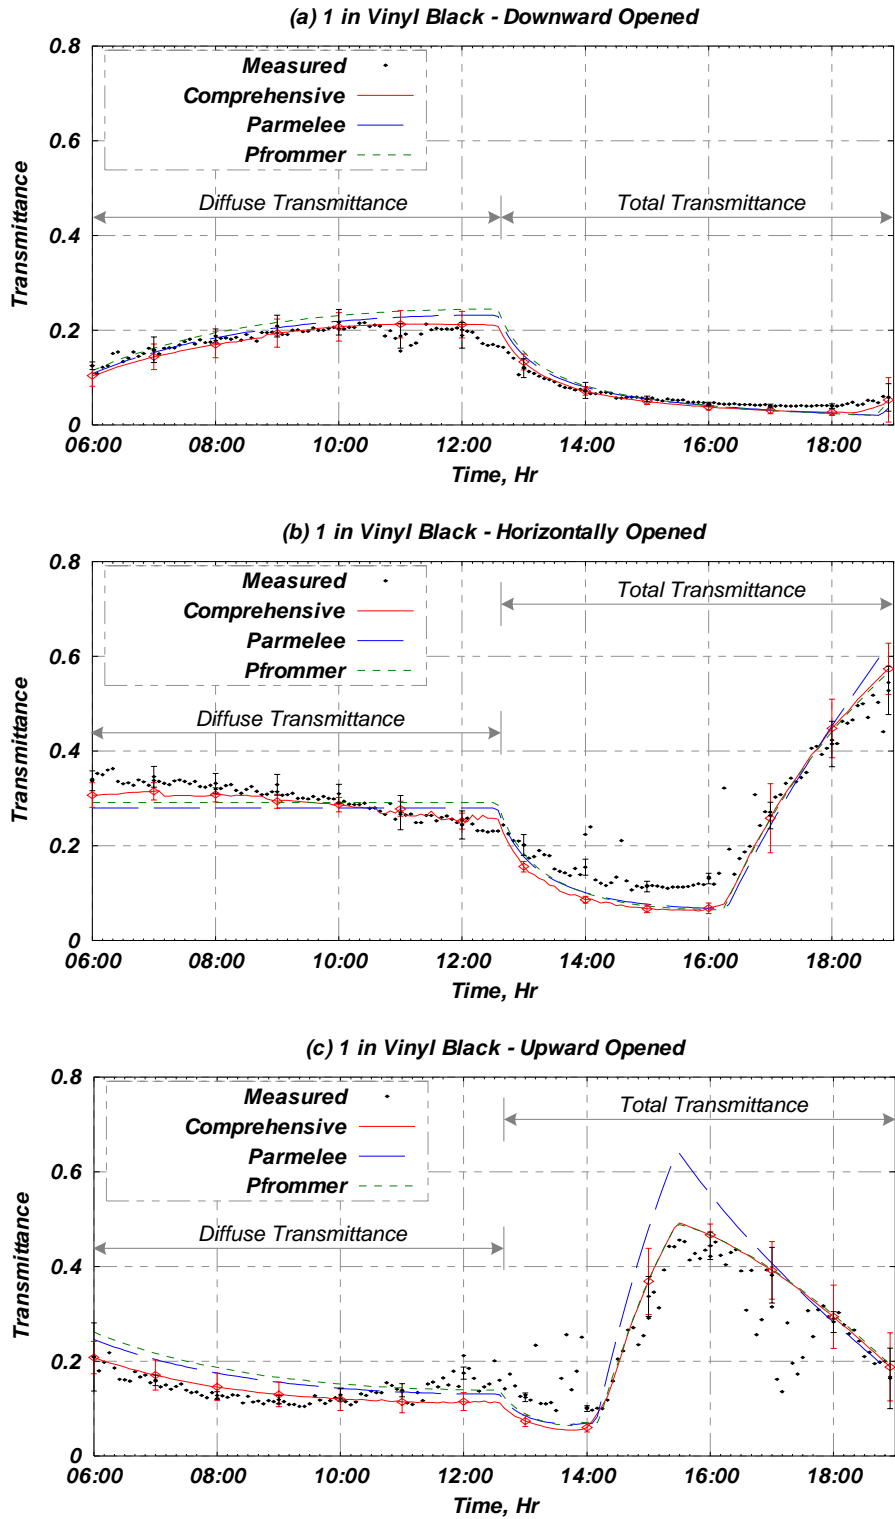 (a) 1 in Vinyl Black - Downward Opened
0.8
Measured
Comprehensive
0.6
Parmelee
Pfrommer
Diffuse Transmittance
Total Transmittance
0.4
Transmittance
0.2
0
06:00 08:00 10:00 12:00 14:00 16:00 18:00
Time, Hr
(b) 1 in Vinyl Black - Horizontally Opened
0.8
Measured
Total Transmittance
Comprehensive
0.6
Parmelee
Pfrommer
Diffuse Transmittance
0.4
Transmittance
0.2
0
06:00 08:00 10:00 12:00 14:00 16:00 18:00
Time, Hr
(c) 1 in Vinyl Black - Upward Opened
0.8
Measured
Total Transmittance
Comprehensive
0.6
Parmelee
Pfrommer
Diffuse Transmittance
0.4
Transmittance
0.2
0
06:00 08:00 10:00 12:00 14:00 16:00 18:00
Time, Hr